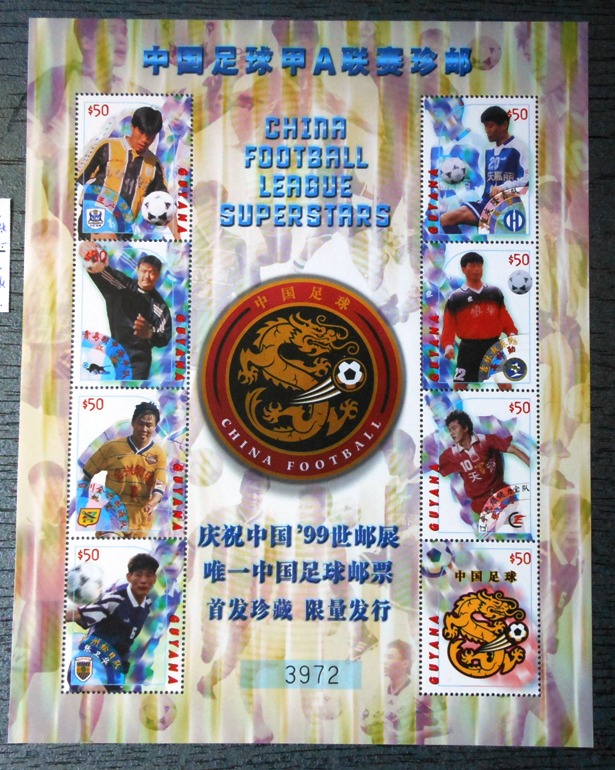 中国足球甲A联赛珍邮
CHINA
FOOTBALL
LEAGUE
SUPERSTARS
$50
GUYANA
$50
20
GUYANA
$50
GUYANA
$50
GUYANA
12
中国足球
CHINA FOOTBALL
$50
GUYANA
$50
10
GUYANA
$50
GUYANA
$50
中国足球
GUYANA
庆祝中国'99世邮展
唯一中国足球邮票
首发珍藏 限量发行
3972